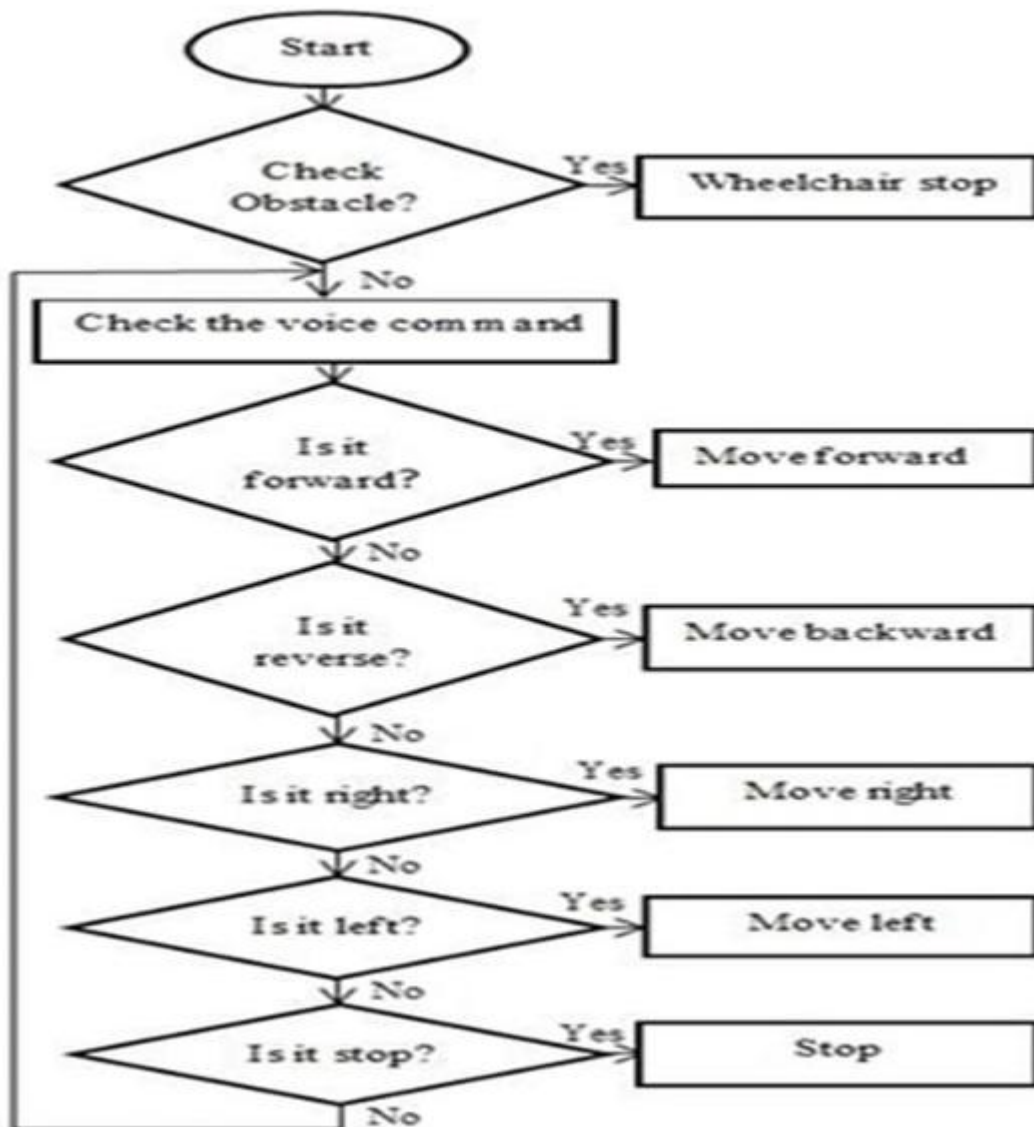 Start
Check
Obstacle?
Yes
Wheelchair stop
No
Check the voice command
Is it
forward?
Yes
Move forward
No
Is it
reverse?
Yes
Move backward
No
Is it right?
Yes
Move right
No
Is it left?
Yes
Move left
No
Is it stop?
Yes
Stop
No